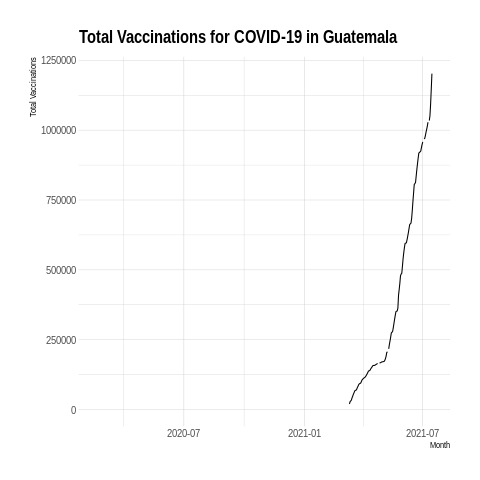 Total Vaccinations for COVID-19 in Guatemala
Total Vaccinations
1250000
1000000
750000
500000
250000
0
2020-07 2021-01 2021-07
Month